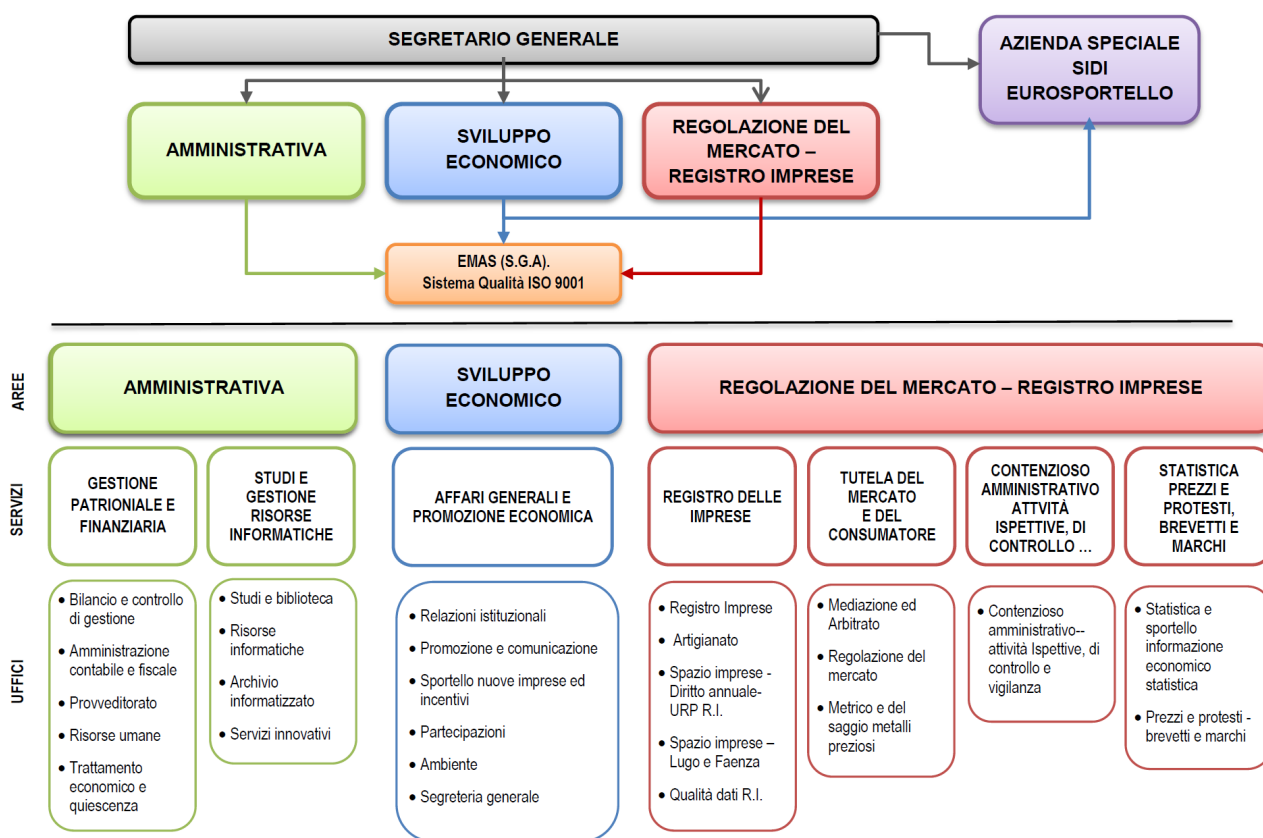 SEGRETARIO GENERALE
AZIENDA SPECIALE
SIDI
EUROSPORTELLO
AMMINISTRATIVA
SVILUPPO
ECONOMICO
REGOLAZIONE DEL
MERCATO –
REGISTRO IMPRESE
EMAS (S.G.A).
Sistema Qualità ISO 9001
AREE
AMMINISTRATIVA
SVILUPPO
ECONOMICO
REGOLAZIONE DEL MERCATO – REGISTRO IMPRESE
SERVIZI
GESTIONE
PATRIONIALE E
FINANZIARIA
STUDI E
GESTIONE
RISORSE
INFORMATICHE
AFFARI GENERALI E
PROMOZIONE ECONOMICA
REGISTRO DELLE
IMPRESE
TUTELA DEL
MERCATO
E DEL
CONSUMATORE
CONTENZIOSO
AMMINISTRATIVO
ATTVITÀ
ISPETTIVE, DI
CONTROLLO ...
STATISTICA
PREZZI E
PROTESTI,
BREVETTI E
MARCHI
UFFICI
• Bilancio e controllo
di gestione
• Amministrazione
contabile e fiscale
• Provveditorato
• Risorse umane
• Trattamento
economico e
quiescenza
• Studi e biblioteca
• Risorse
informatiche
• Archivio
informatizzato
• Servizi innovativi
• Relazioni istituzionali
• Promozione e comunicazione
• Sportello nuove imprese ed
incentivi
• Partecipazioni
• Ambiente
• Segreteria generale
• Registro Imprese
• Artigianato
• Spazio imprese -
Diritto annuale-
URP R.I.
• Spazio imprese –
Lugo e Faenza
• Qualità dati R.I.
• Mediazione ed
Arbitrato
• Regolazione del
mercato
• Metrico e del
saggio metalli
preziosi
• Contenzioso
amministrativo--
attività Ispettive, di
controllo e
vigilanza
• Statistica e
sportello
informazione
economico
statistica
• Prezzi e protesti -
brevetti e marchi